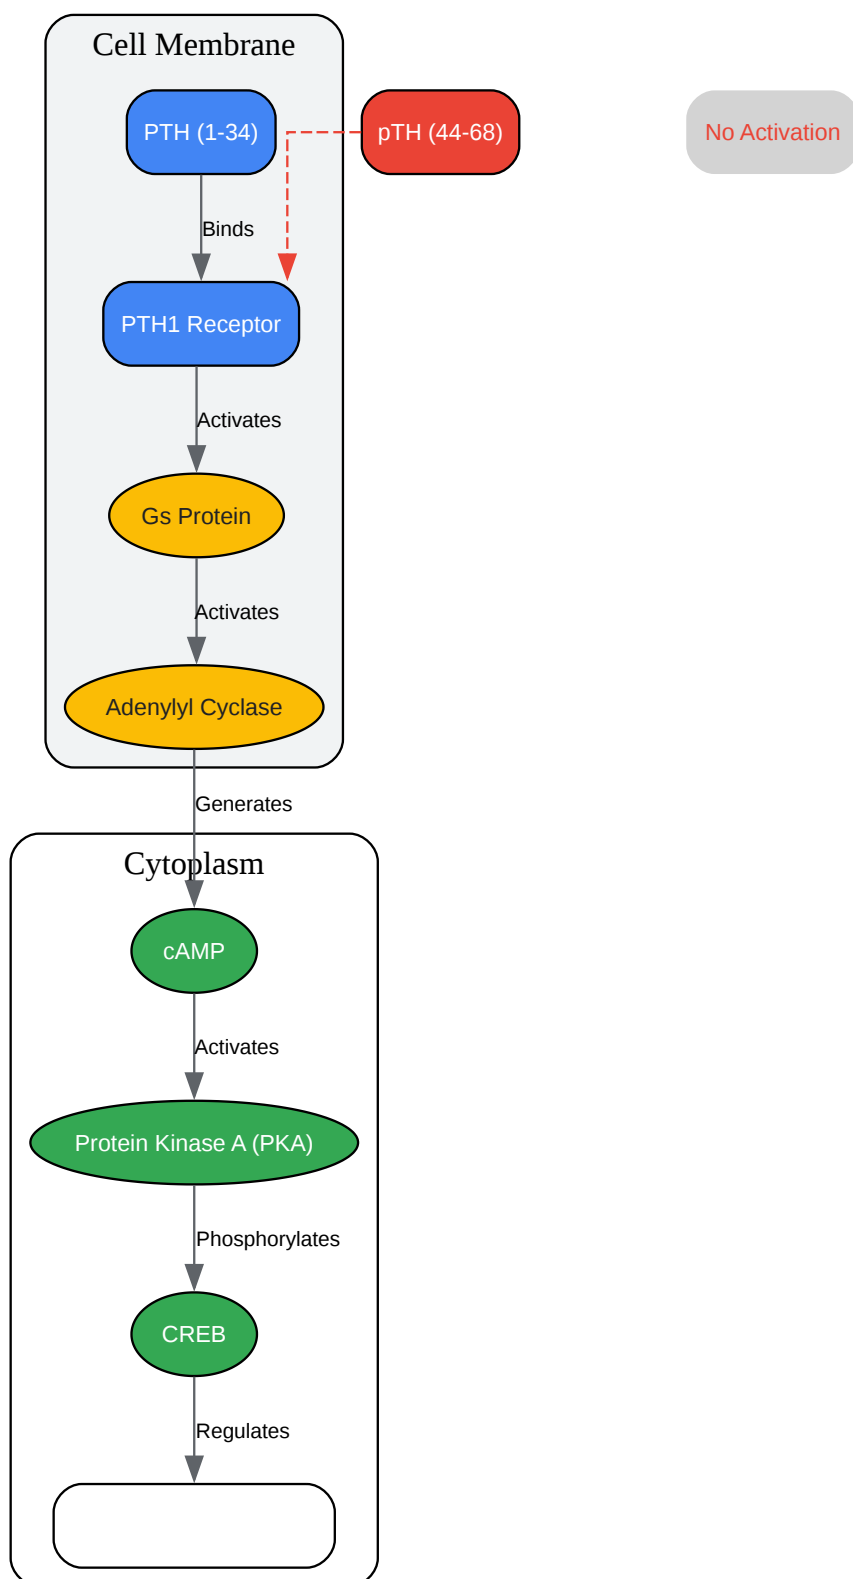 Cell Membrane
PTH (1-34)
pTH (44-68)
No Activation
Binds
PTH1 Receptor
Activates
Gs Protein
Activates
Adenylyl Cyclase
Generates
Cytoplasm
cAMP
Activates
Protein Kinase A (PKA)
Phosphorylates
CREB
Regulates